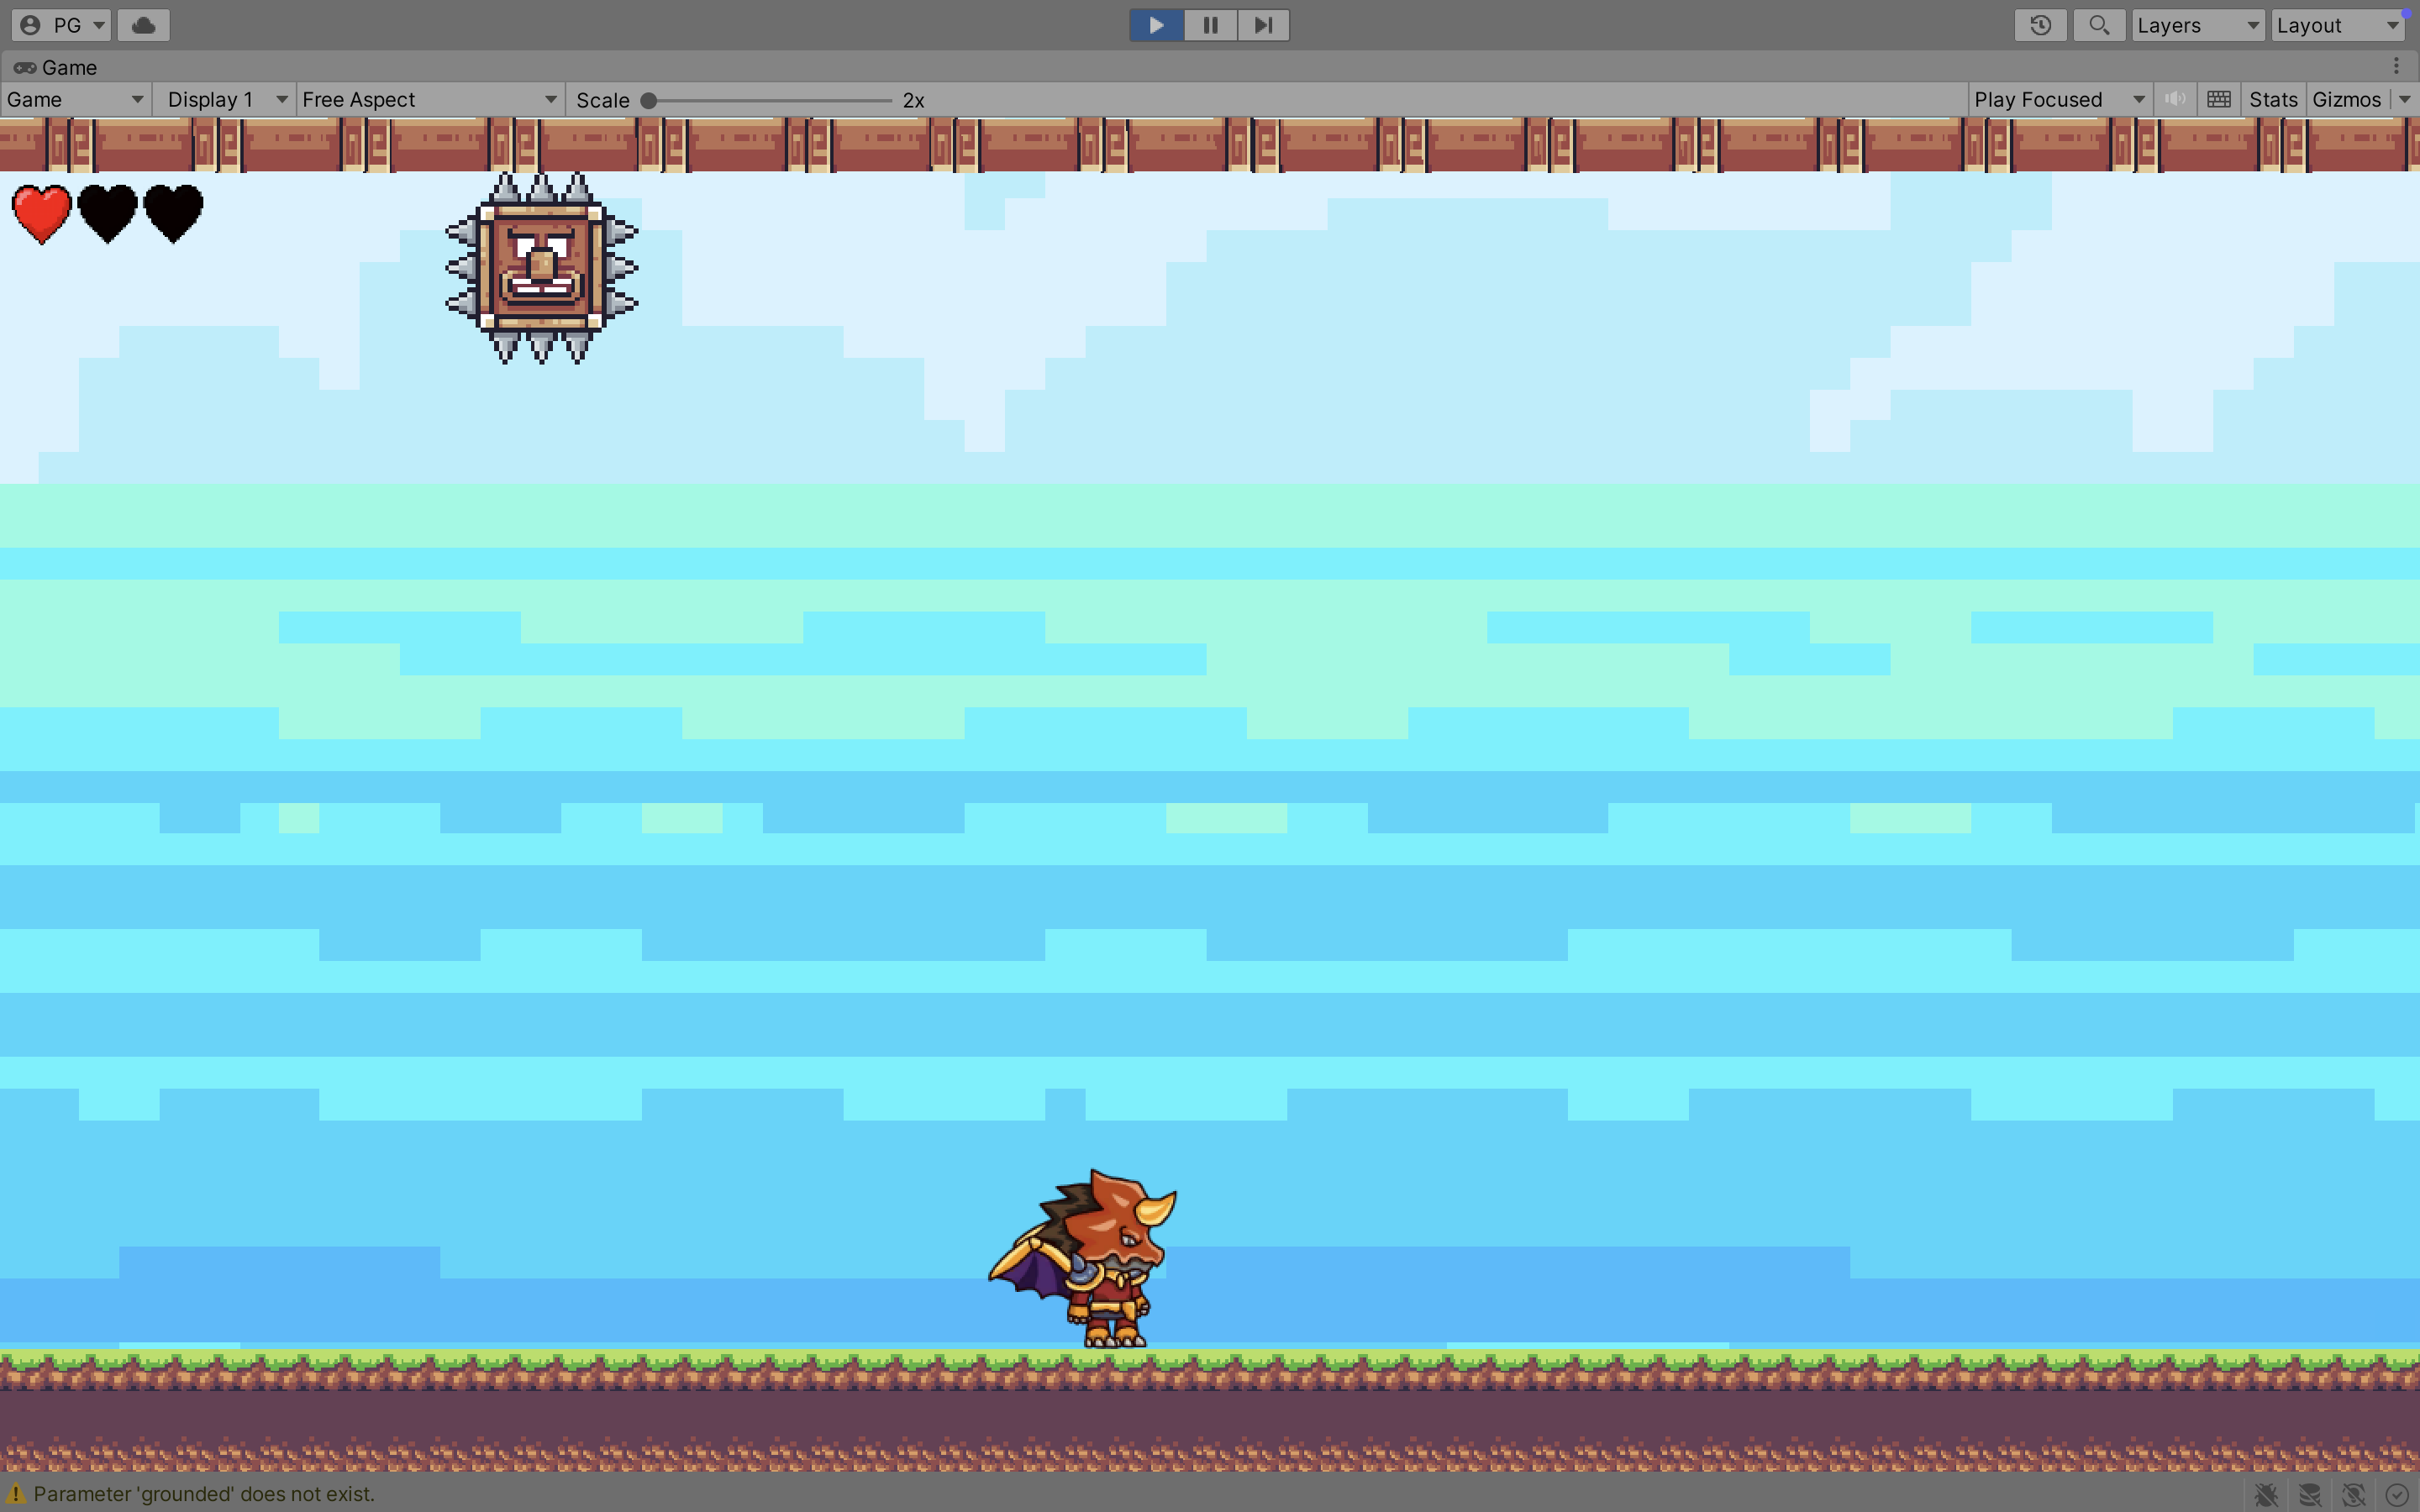 PG
Layers
Layout
Game
Game
Display 1
Free Aspect
Scale
2x
Play Focused
Stats
Gizmos
Parameter 'grounded' does not exist.